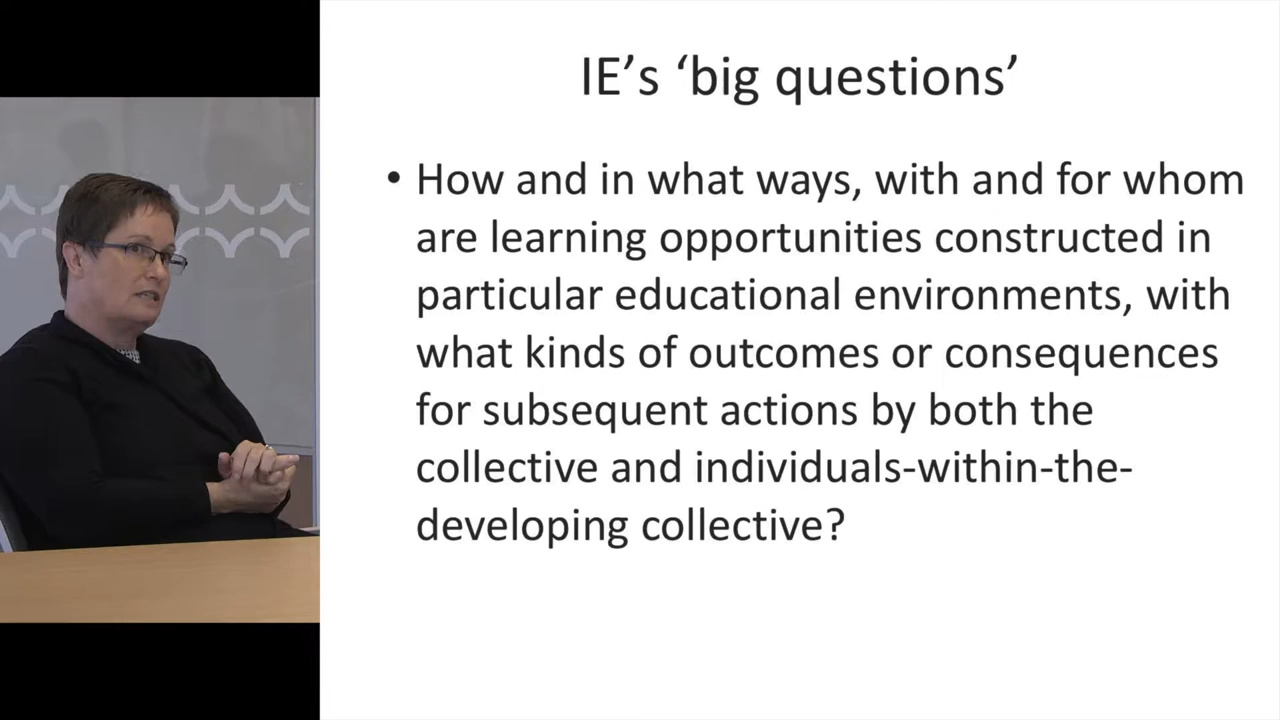 IE’s ‘big questions’
• How and in what ways, with and for whom
are learning opportunities constructed in
particular educational environments, with
what kinds of outcomes or consequences
for subsequent actions by both the
collective and individuals-within-the-
developing collective?